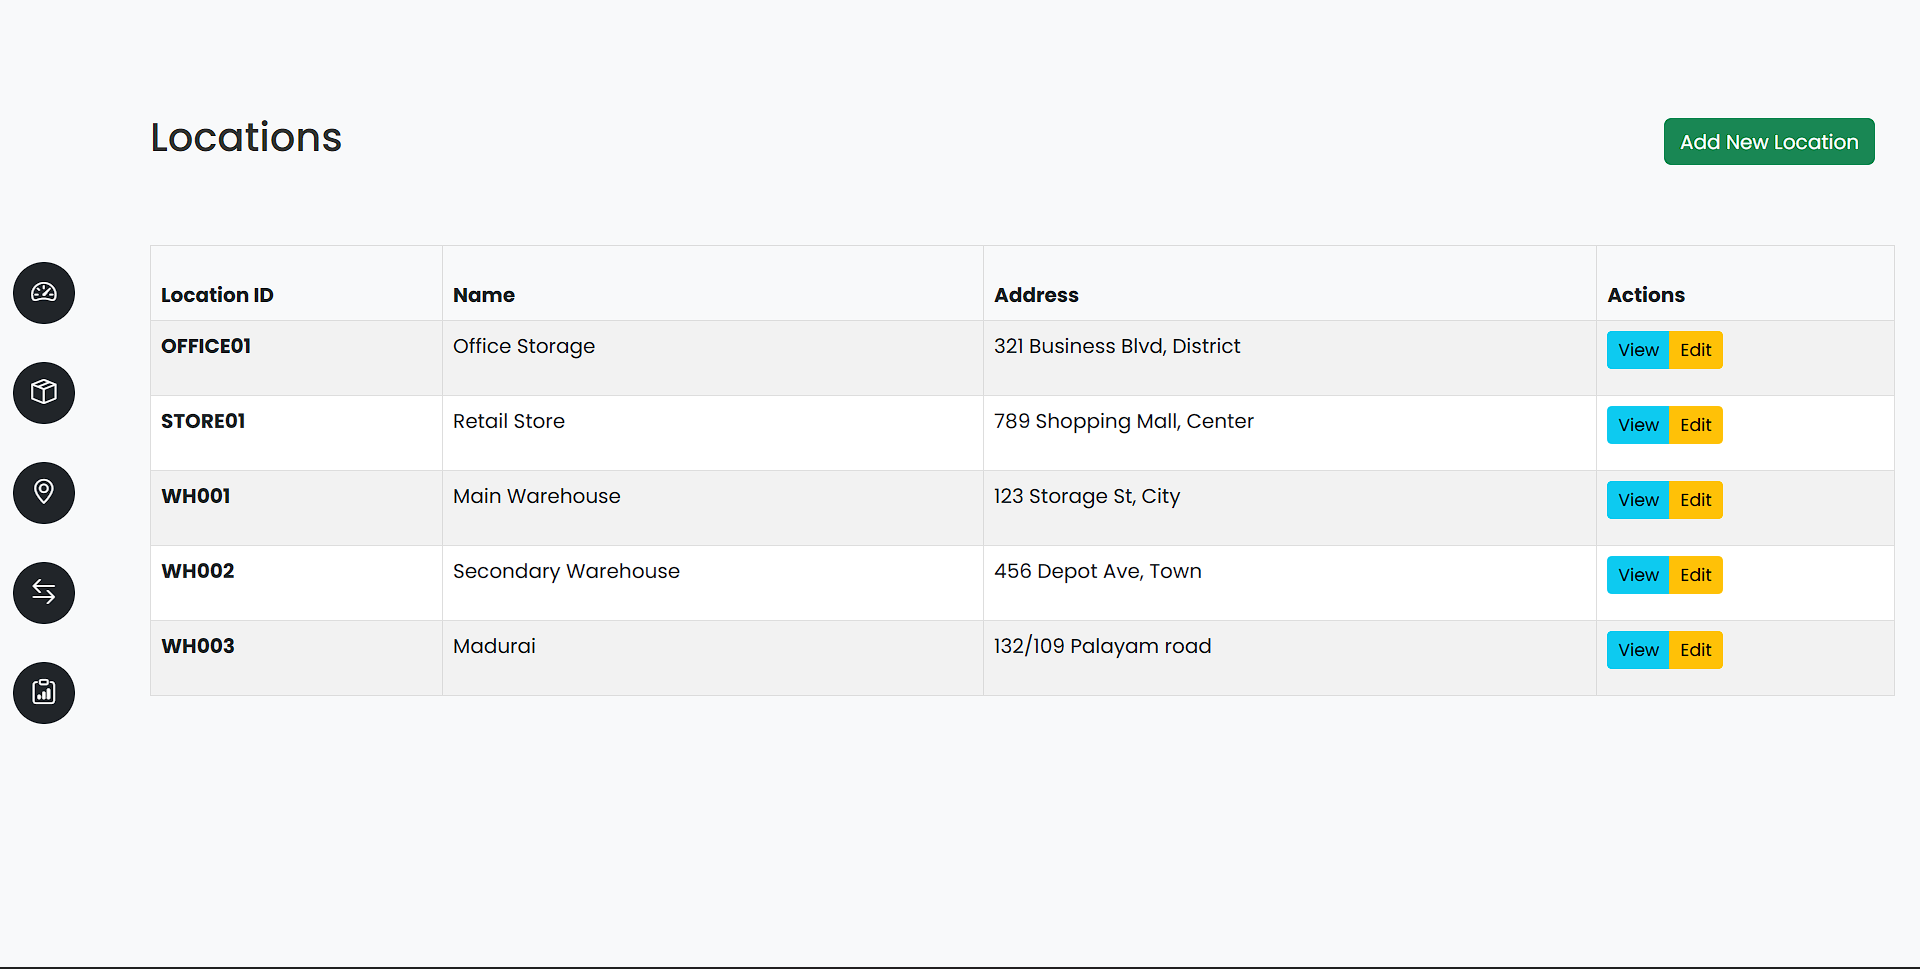 Locations
Add New Location
Location ID Name Address Actions
OFFICE01 Office Storage 321 Business Blvd, District View Edit
STORE01 Retail Store 789 Shopping Mall, Center View Edit
WH001 Main Warehouse 123 Storage St, City View Edit
WH002 Secondary Warehouse 456 Depot Ave, Town View Edit
WH003 Madurai 132/109 Palayam road View Edit